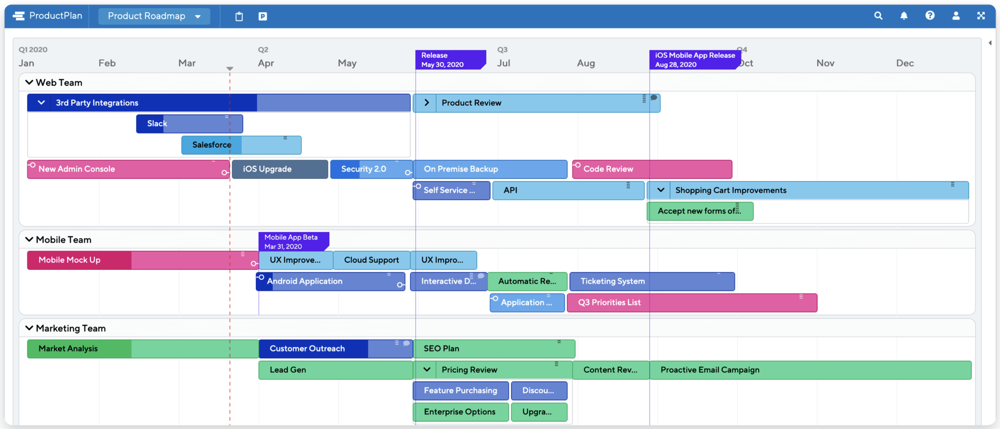 ProductPlan
Product Roadmap
P
?
Q1 2020
Q2
Q3
Q4
Jan
Feb
Mar
Apr
May
Release
May 30, 2020
Jul
Aug
iOS Mobile App Release
Aug 28, 2020
Oct
Nov
Dec
Web Team
3rd Party Integrations
Product Review
Slack
Salesforce
New Admin Console
iOS Upgrade
Security 2.0
On Premise Backup
Code Review
Self Service ...
API
Shopping Cart Improvements
Accept new forms of...
Mobile Team
Mobile App Beta
Mar 31, 2020
Mobile Mock Up
UX Improve...
Cloud Support
UX Impro...
Android Application
Interactive D...
Automatic Re...
Ticketing System
Application ...
Q3 Priorities List
Marketing Team
Market Analysis
Customer Outreach
SEO Plan
Lead Gen
Pricing Review
Content Rev...
Proactive Email Campaign
Feature Purchasing
Discou...
Enterprise Options
Upgra...